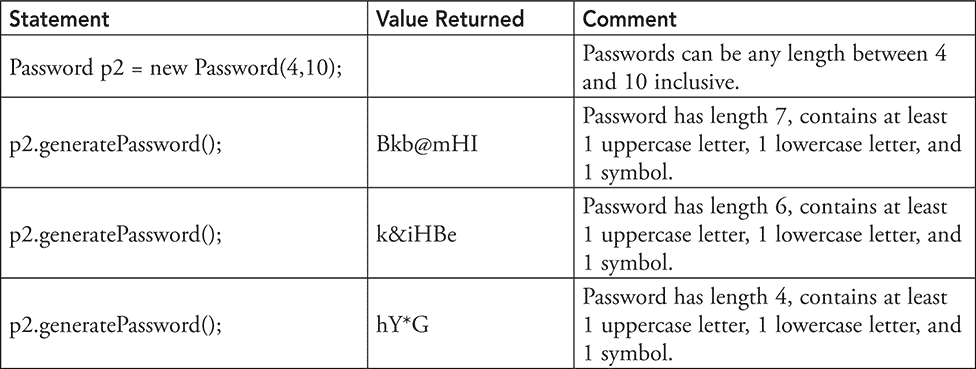 Statement Value Returned Comment
Password p2 = new Password(4,10);
Passwords can be any length between 4
and 10 inclusive.
p2.generatePassword();
Bkb@mHI
Password has length 7, contains at least
1 uppercase letter, 1 lowercase letter, and
1 symbol.
p2.generatePassword();
k&iHBe
Password has length 6, contains at least
1 uppercase letter, 1 lowercase letter, and
1 symbol.
p2.generatePassword();
hY*G
Password has length 4, contains at least
1 uppercase letter, 1 lowercase letter, and
1 symbol.